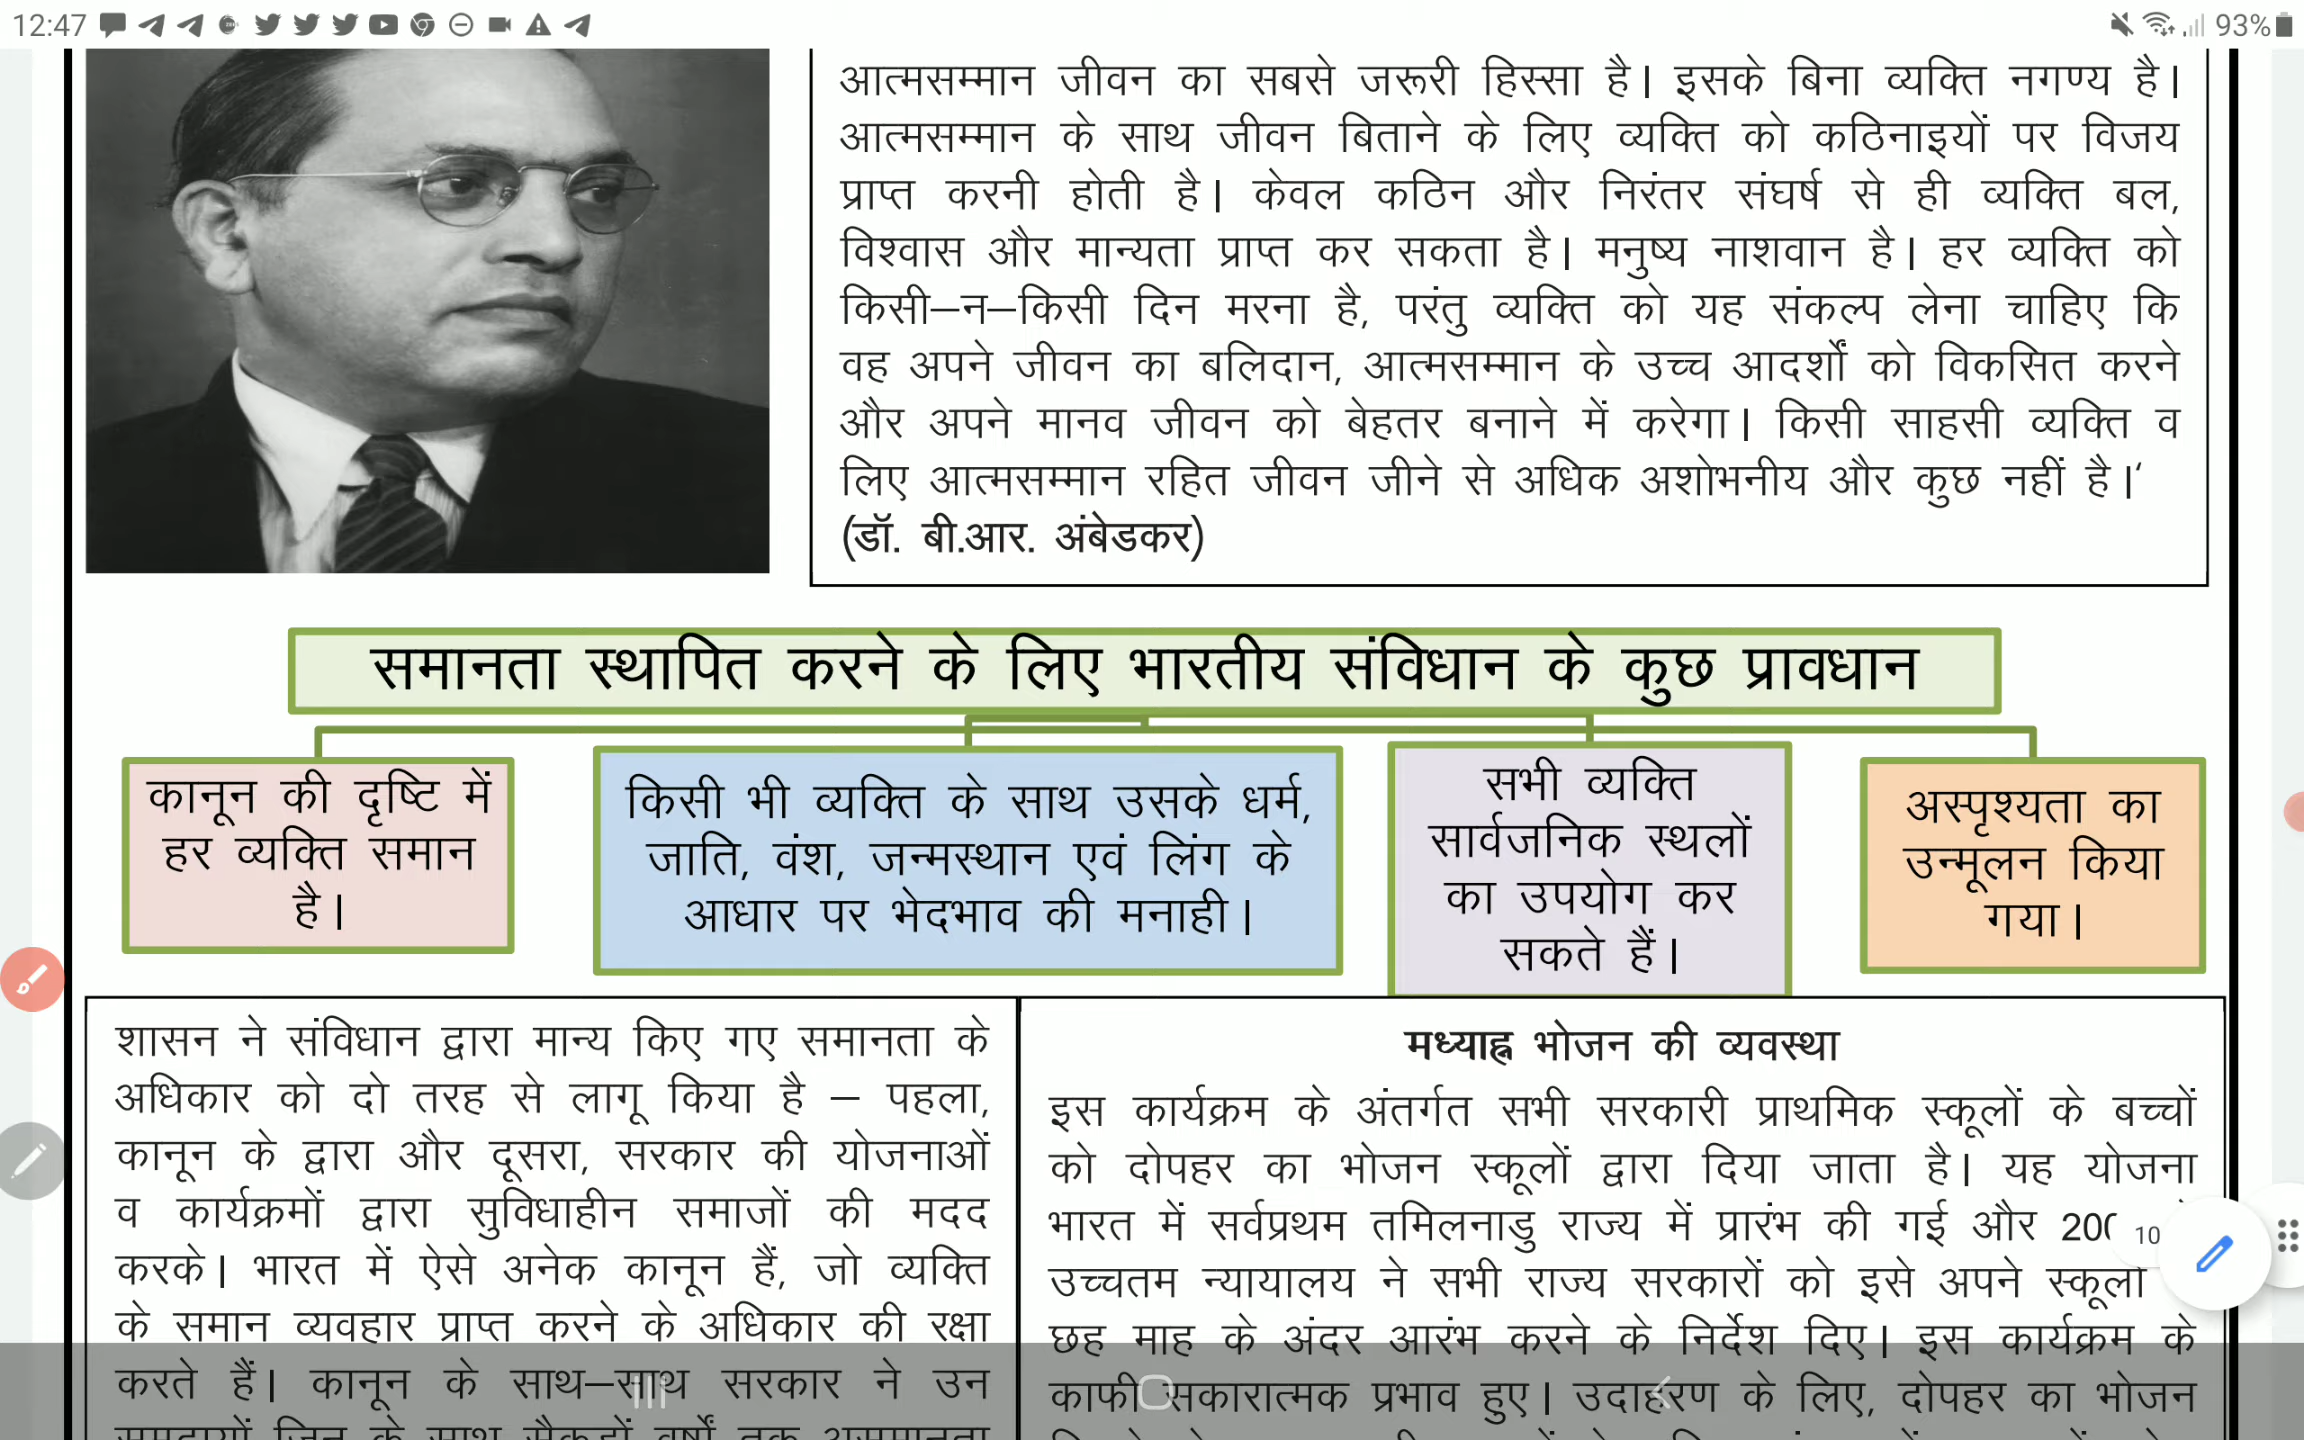 12:47
93%
आत्मसम्मान जीवन का सबसे जरूरी हिस्सा है। इसके बिना व्यक्ति नगण्य है।
आत्मसम्मान के साथ जीवन बिताने के लिए व्यक्ति को कठिनाइयों पर विजय
प्राप्त करनी होती है। केवल कठिन और निरंतर संघर्ष से ही व्यक्ति बल,
विश्वास और मान्यता प्राप्त कर सकता है। मनुष्य नाशवान है। हर व्यक्ति को
किसी–न–किसी दिन मरना है, परंतु व्यक्ति को यह संकल्प लेना चाहिए कि
वह अपने जीवन का बलिदान, आत्मसम्मान के उच्च आदर्शों को विकसित करने
और अपने मानव जीवन को बेहतर बनाने में करेगा। किसी साहसी व्यक्ति व
लिए आत्मसम्मान रहित जीवन जीने से अधिक अशोभनीय और कुछ नहीं है।‘
(डॉ. बी.आर. अंबेडकर)
समानता स्थापित करने के लिए भारतीय संविधान के कुछ प्रावधान
कानून की दृष्टि में
हर व्यक्ति समान
है।
किसी भी व्यक्ति के साथ उसके धर्म,
जाति, वंश, जन्मस्थान एवं लिंग के
आधार पर भेदभाव की मनाही।
सभी व्यक्ति
सार्वजनिक स्थलों
का उपयोग कर
सकते हैं।
अस्पृश्यता का
उन्मूलन किया
गया।
शासन ने संविधान द्वारा मान्य किए गए समानता के
अधिकार को दो तरह से लागू किया है – पहला,
कानून के द्वारा और दूसरा, सरकार की योजनाओं
व कार्यक्रमों द्वारा सुविधाहीन समाजों की मदद
करके। भारत में ऐसे अनेक कानून हैं, जो व्यक्ति
के समान व्यवहार प्राप्त करने के अधिकार की रक्षा
करते हैं। कानून के साथ–साथ सरकार ने उन
मध्याह्न भोजन की व्यवस्था
इस कार्यक्रम के अंतर्गत सभी सरकारी प्राथमिक स्कूलों के बच्चों
को दोपहर का भोजन स्कूलों द्वारा दिया जाता है। यह योजना
भारत में सर्वप्रथम तमिलनाडु राज्य में प्रारंभ की गई और
उच्चतम न्यायालय ने सभी राज्य सरकारों को इसे अपने
छह माह के अंदर आरंभ करने के निर्देश दिए। इस कार्यक्रम के
काफी सकारात्मक प्रभाव हुए। उदाहरण के लिए, दोपहर का भोजन
10